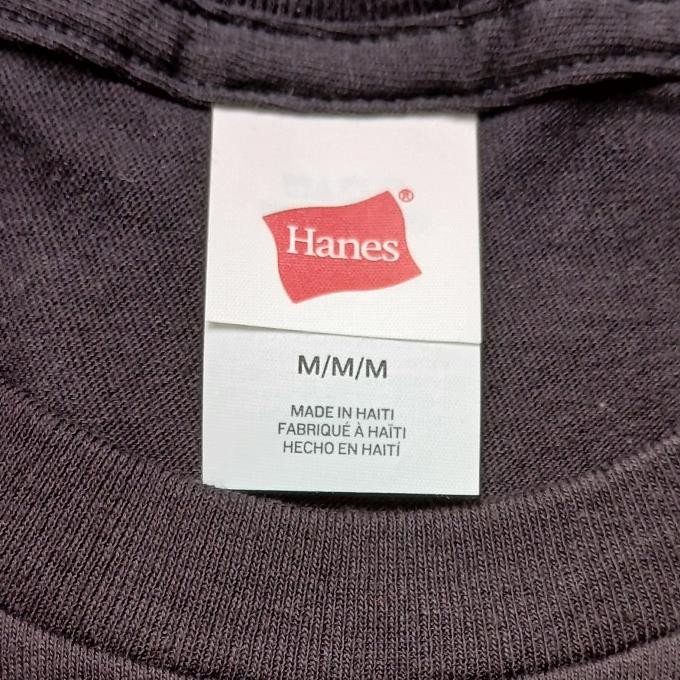 Hanes®
M/M/M
MADE IN HAITI
FABRIQUÉ À HAÏTI
HECHO EN HAITÍ